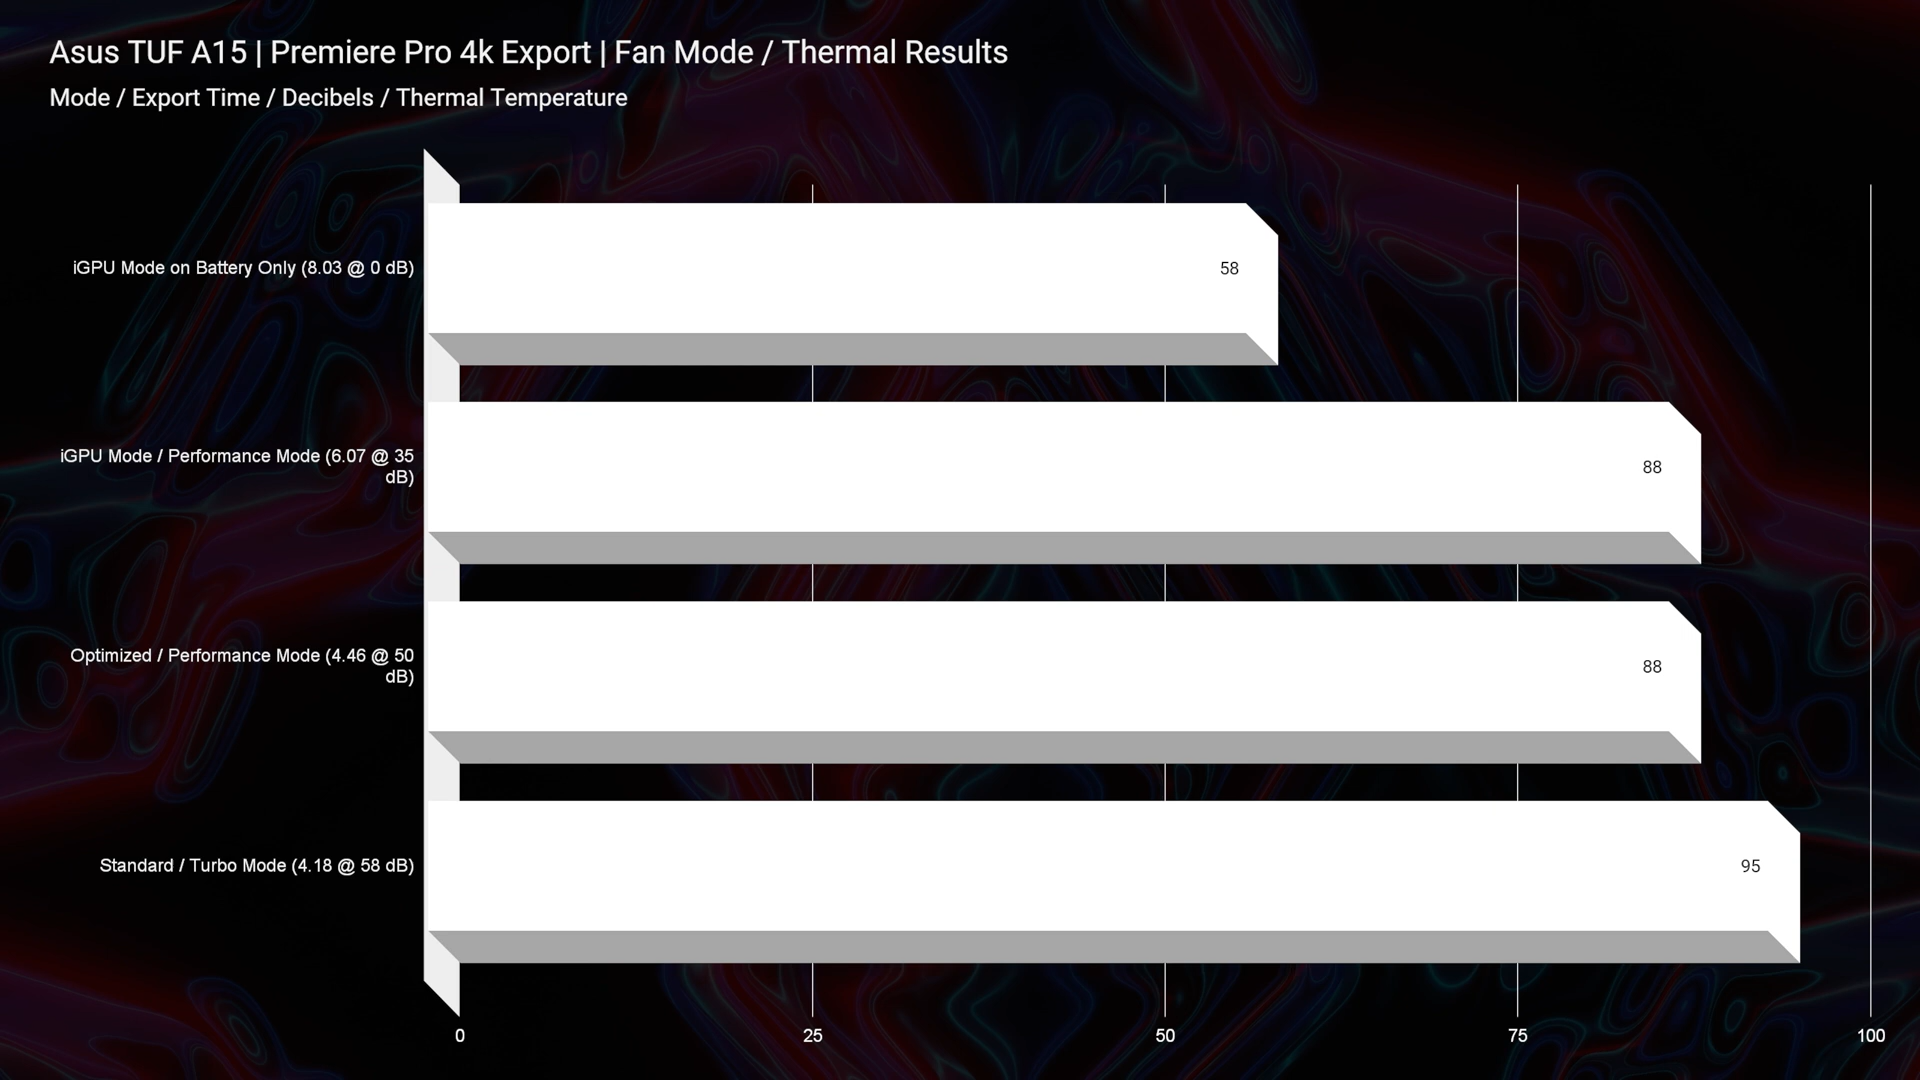 Asus TUF A15 | Premiere Pro 4k Export | Fan Mode / Thermal Results
Mode / Export Time / Decibels / Thermal Temperature
iGPU Mode on Battery Only (8.03 @ 0 dB)
58
iGPU Mode / Performance Mode (6.07 @ 35
dB)
88
Optimized / Performance Mode (4.46 @ 50
dB)
88
Standard / Turbo Mode (4.18 @ 58 dB)
95
0
25
50
75
100